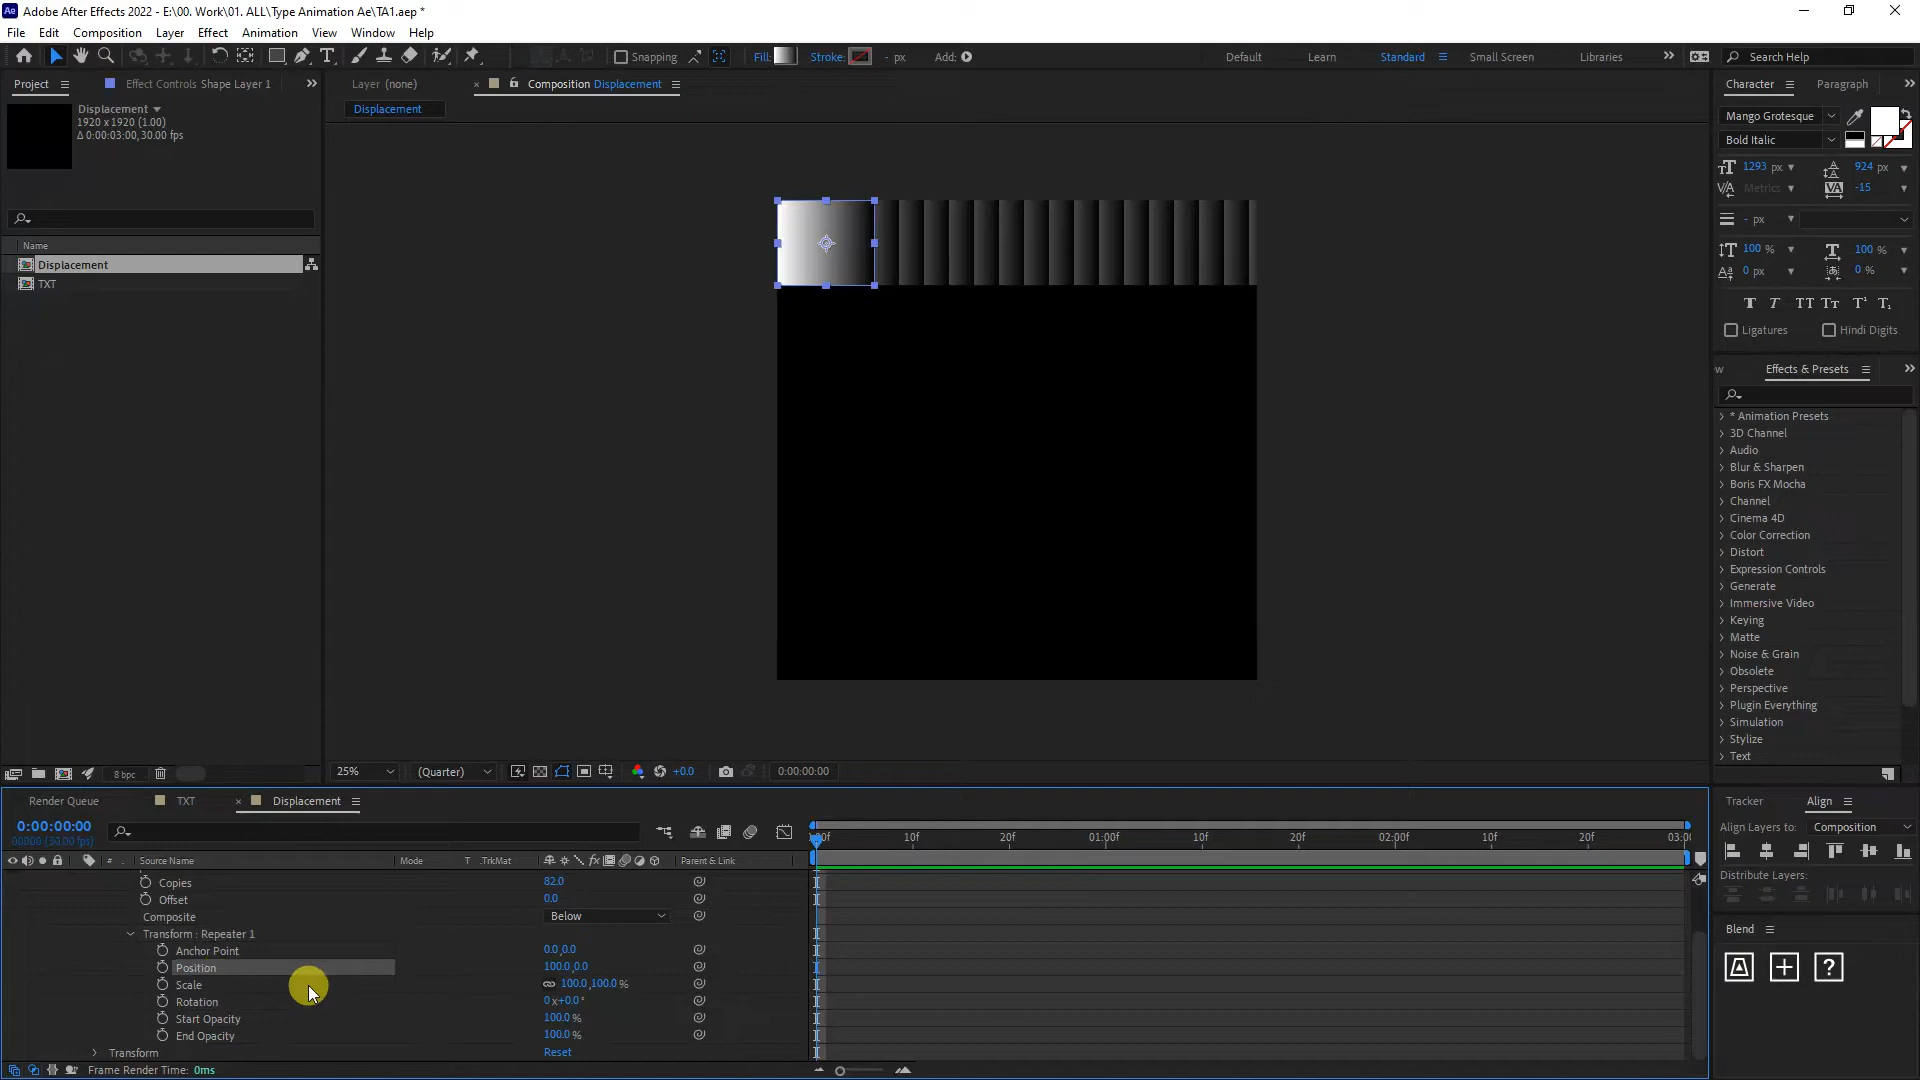 Adobe After Effects 2022 - E:\00. Work\01. ALL\Type Animation Ae\TA1.aep *
File Edit Composition Layer Effect Animation View Window Help
Snapping Fill: Stroke: - px Add: Default Learn Standard Small Screen Libraries Search Help
Project Effect Controls Shape Layer 1 Layer (none) Composition Displacement Character Paragraph
Displacement
1920 x 1920 (1.00)
Δ 0:00:03:00, 30.00 fps
Displacement
Mango Grotesque
Bold Italic
1293 px 924 px
Metrics -15
- px
100 % 100 %
0 px 0 %
Ligatures Hindi Digits
Name
Displacement
TXT
Effects & Presets
* Animation Presets
3D Channel
Audio
Blur & Sharpen
Boris FX Mocha
Channel
Cinema 4D
Color Correction
Distort
Expression Controls
Generate
Immersive Video
Keying
Matte
Noise & Grain
Obsolete
Perspective
Plugin Everything
Simulation
Stylize
Text
8 bpc 25% (Quarter) +0.0 0:00:00:00
Render Queue TXT Displacement Tracker Align
0:00:00:00
00000 (30.00 fps)
Align Layers to: Composition
Distribute Layers:
10f 20f 01:00f 10f 20f 02:00f 10f 20f
# Source Name Mode T .TrkMat Parent & Link
Copies 82.0
Offset 0.0
Composite Below
Transform : Repeater 1
Anchor Point 0.0,0.0
Position 100.0,0.0
Scale 100.0,100.0 %
Rotation 0 x+0.0 °
Start Opacity 100.0 %
End Opacity 100.0 %
Transform Reset
Blend
Frame Render Time: 0ms